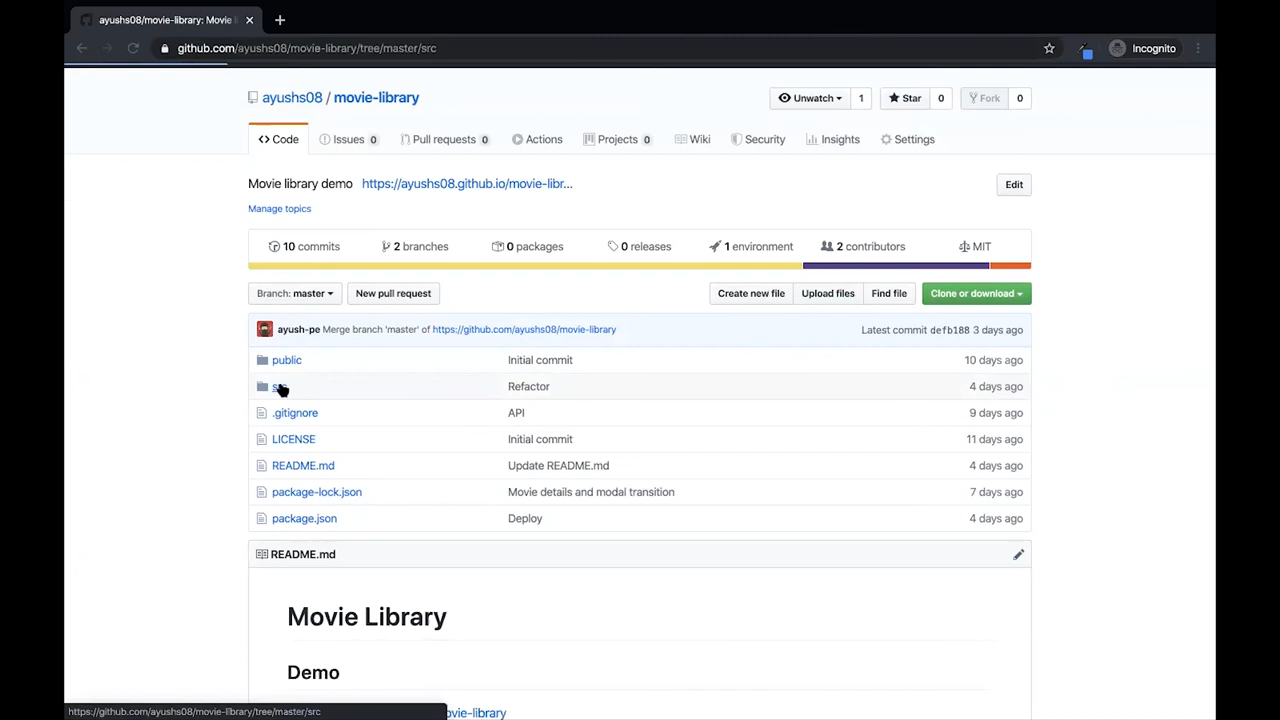 ayushs08/movie-library: Movie l
github.com/ayushs08/movie-library/tree/master/src
Incognito
ayushs08 / movie-library
Unwatch 1 Star 0 Fork 0
Code Issues 0 Pull requests 0 Actions Projects 0 Wiki Security Insights Settings
Movie library demo https://ayushs08.github.io/movie-libr...
Edit
Manage topics
10 commits 2 branches 0 packages 0 releases 1 environment 2 contributors MIT
Branch: master New pull request Create new file Upload files Find file Clone or download
ayush-pe Merge branch 'master' of https://github.com/ayushs08/movie-library Latest commit defb188 3 days ago
public Initial commit 10 days ago
Refactor 4 days ago
.gitignore API 9 days ago
LICENSE Initial commit 11 days ago
README.md Update README.md 4 days ago
package-lock.json Movie details and modal transition 7 days ago
package.json Deploy 4 days ago
README.md
Movie Library
Demo
https://github.com/ayushs08/movie-library/tree/master/src
ovie-library